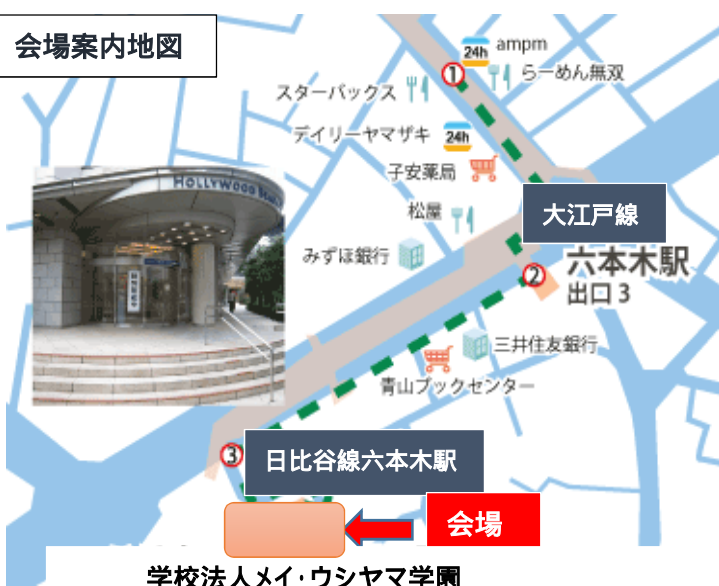 会場案内地図
24h
ampm
①
らーめん無双
スターバックス
デイリーヤマザキ
24h
子安薬局
HOLLYWOOD
松屋
大江戸線
みずほ銀行
六本木駅
②
出口 3
三井住友銀行
青山ブックセンター
③
日比谷線六本木駅
会場
学校法人メイ・ウシヤマ学園